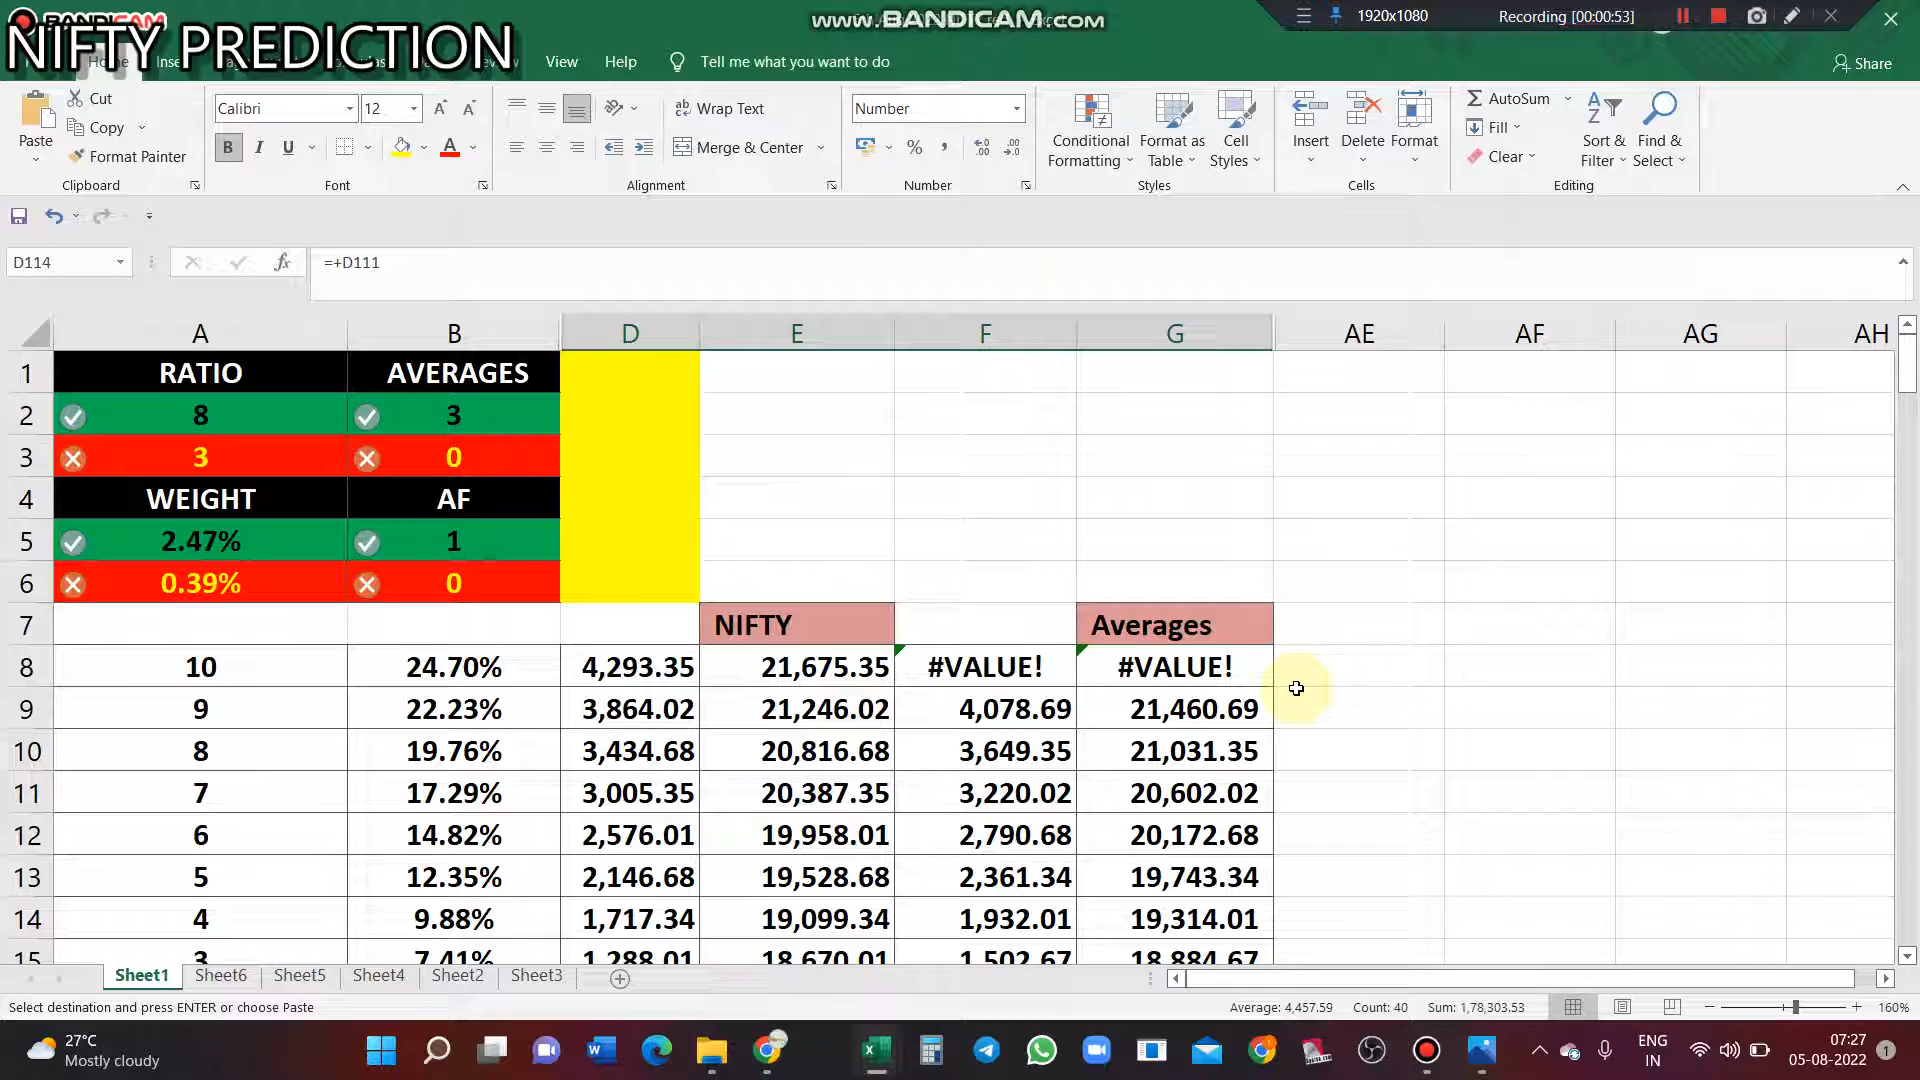 BANDICAM
www.BANDICAM.com
1920x1080
Recording [00:00:53]
NIFTY PREDICTION
View
Help
Tell me what you want to do
Share
Paste
Cut
Copy
Format Painter
Clipboard
Calibri
12
B I U
Font
Wrap Text
Merge & Center
Alignment
Number
Number
Conditional Formatting
Format as Table
Cell Styles
Styles
Insert
Delete
Format
Cells
AutoSum
Fill
Clear
Sort & Filter
Find & Select
Editing
D114
fx
=+D111
A B D E F G AE AF AG AH
1 RATIO AVERAGES
2 8 3
3 3 0
4 WEIGHT AF
5 2.47% 1
6 0.39% 0
7 NIFTY Averages
8 10 24.70% 4,293.35 21,675.35 #VALUE! #VALUE!
9 9 22.23% 3,864.02 21,246.02 4,078.69 21,460.69
10 8 19.76% 3,434.68 20,816.68 3,649.35 21,031.35
11 7 17.29% 3,005.35 20,387.35 3,220.02 20,602.02
12 6 14.82% 2,576.01 19,958.01 2,790.68 20,172.68
13 5 12.35% 2,146.68 19,528.68 2,361.34 19,743.34
14 4 9.88% 1,717.34 19,099.34 1,932.01 19,314.01
15 3 7.41% 1,288.01 18,670.01 1,502.67 18,884.67
Sheet1 Sheet6 Sheet5 Sheet4 Sheet2 Sheet3
Select destination and press ENTER or choose Paste
Average: 4,457.59 Count: 40 Sum: 1,78,303.53
160%
27°C
Mostly cloudy
ENG
IN
07:27
05-08-2022
1